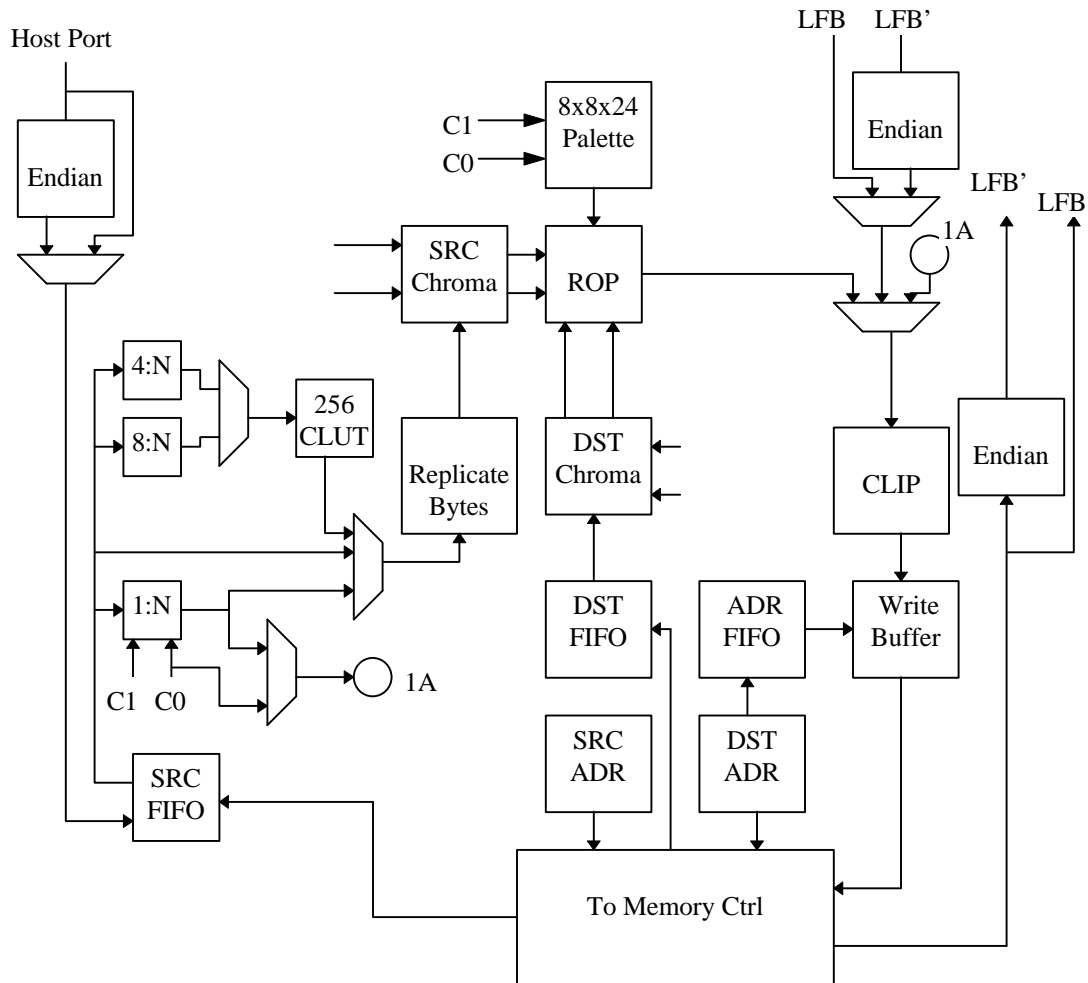 LFB
LFB’
Host Port
8x8x24
Palette
C1
C0
Endian
Endian
LFB’
LFB
1A
SRC
Chroma
ROP
4:N
8:N
256
CLUT
Replicate
Bytes
DST
Chroma
CLIP
Endian
1:N
C1
C0
1A
DST
FIFO
ADR
FIFO
Write
Buffer
SRC
ADR
DST
ADR
SRC
FIFO
To Memory Ctrl